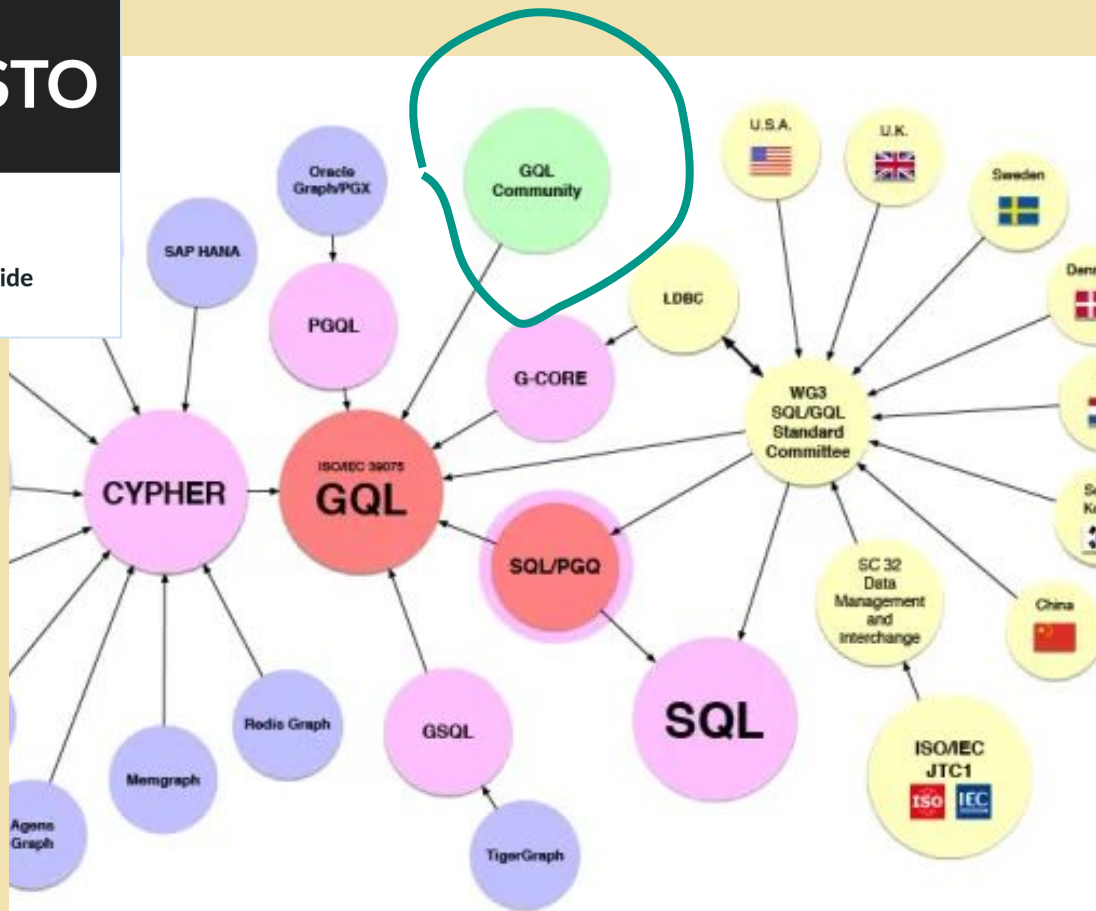 STO
ide
Oracle
Graph/PGX
GQL
Community
U.S.A.
U.K.
Sweden
SAP HANA
LDBC
PGQL
G-CORE
WG3
SQL/GQL
Standard
Committee
CYPHER
ISO/IEC 39075
GQL
SQL/PGQ
SC 32
Data
Management
and
Interchange
China
Redis Graph
GSQL
SQL
Memgraph
ISO/IEC
JTC1
ISO
IEC
Agens
Graph
TigerGraph